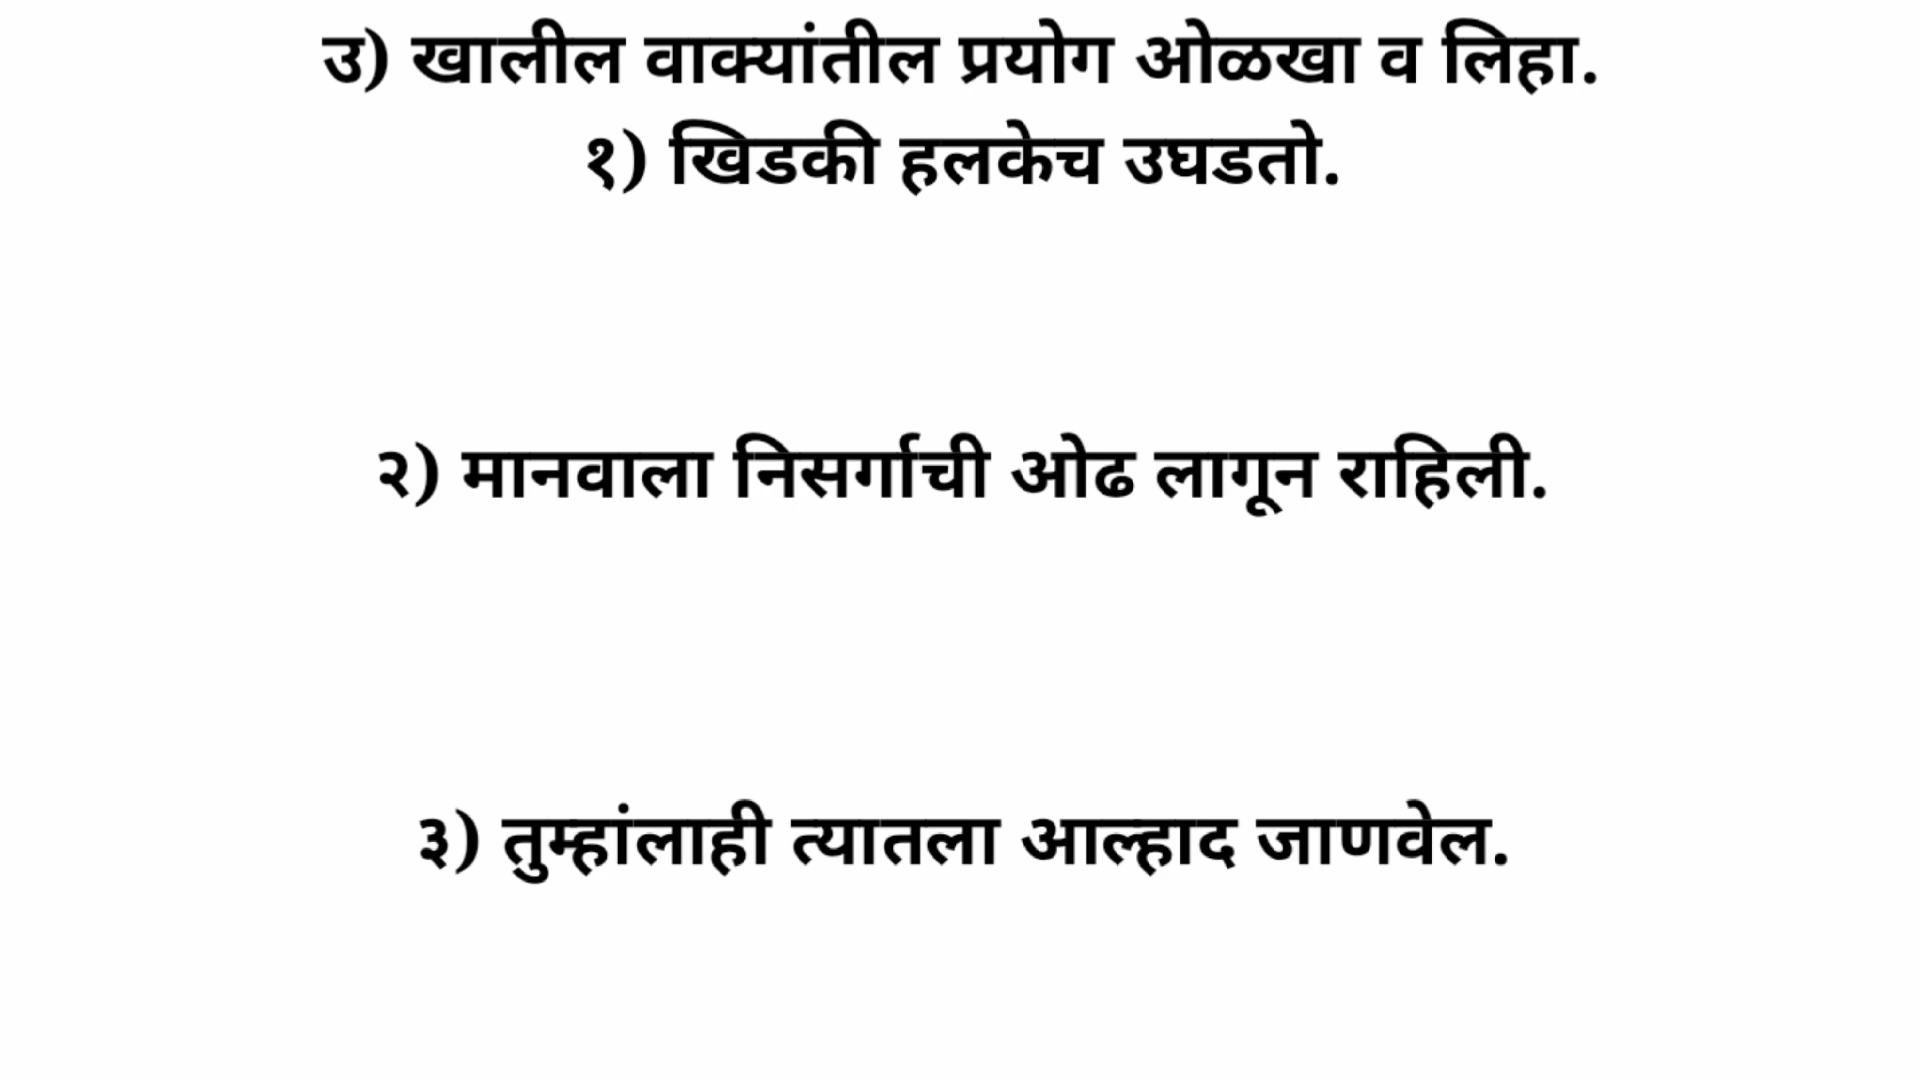 उ) खालील वाक्यांतील प्रयोग ओळखा व लिहा.
१) खिडकी हलकेच उघडतो.
२) मानवाला निसर्गाची ओढ लागून राहिली.
३) तुम्हांलाही त्यातला आल्हाद जाणवेल.